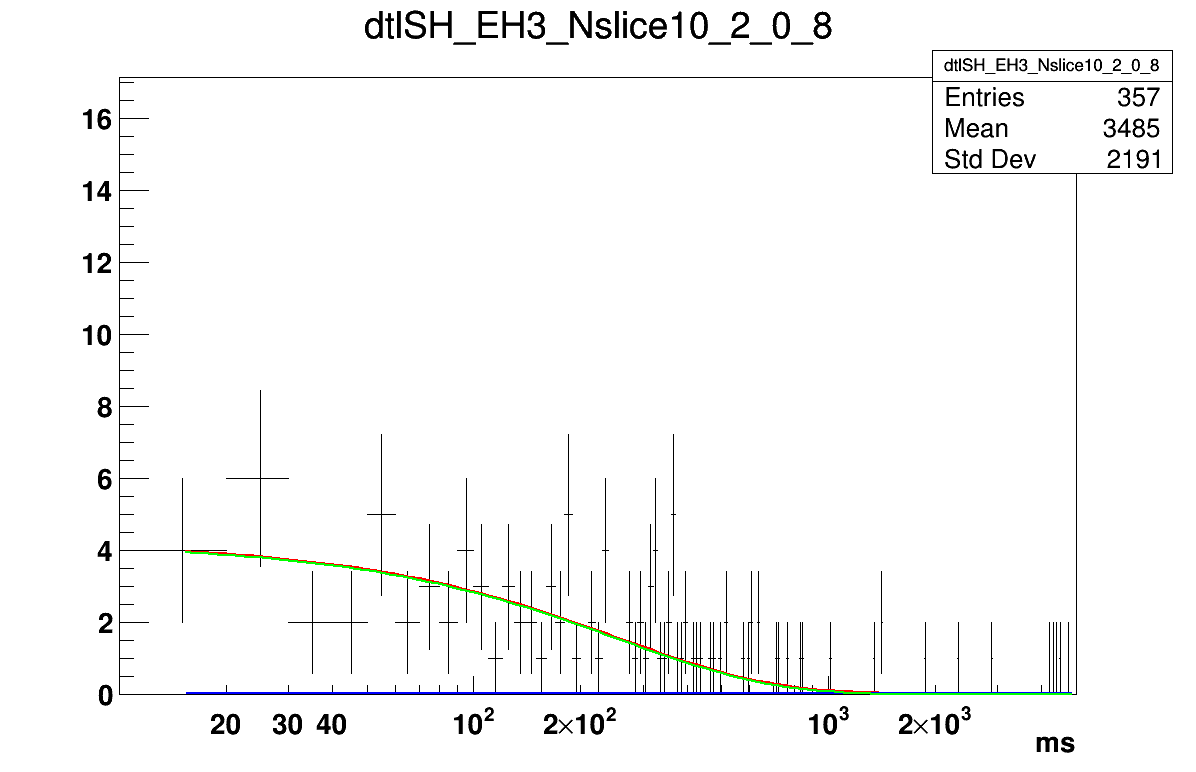 dtlSH_EH3_Nslice10_2_0_8
dtlSH_EH3_Nslice10_2_0_8
Entries 357
Mean 3485
Std Dev 2191
16
14
12
10
8
6
4
2
0
20 30 40 10² 2×10² 10³ 2×10³
ms